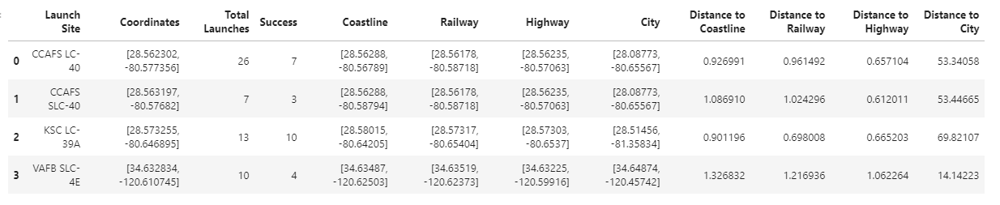 Launch Site Coordinates Total Launches Success Coastline Railway Highway City Distance to Coastline Distance to Railway Distance to Highway Distance to City
0 CCAFS LC-40 [28.562302, -80.577356] 26 7 [28.56288, -80.56789] [28.56178, -80.58718] [28.56235, -80.57063] [28.08773, -80.65567] 0.926991 0.961492 0.657104 53.34058
1 CCAFS SLC-40 [28.563197, -80.57682] 7 3 [28.56288, -80.58794] [28.56178, -80.58718] [28.56235, -80.57063] [28.08773, -80.65567] 1.086910 1.024296 0.612011 53.44665
2 KSC LC-39A [28.573255, -80.646895] 13 10 [28.58015, -80.64205] [28.57317, -80.65404] [28.57303, -80.6537] [28.51456, -81.35834] 0.901196 0.698008 0.665203 69.82107
3 VAFB SLC-4E [34.632834, -120.610745] 10 4 [34.63487, -120.62503] [34.63519, -120.62373] [34.63225, -120.59916] [34.64874, -120.45742] 1.326832 1.216936 1.062264 14.14223